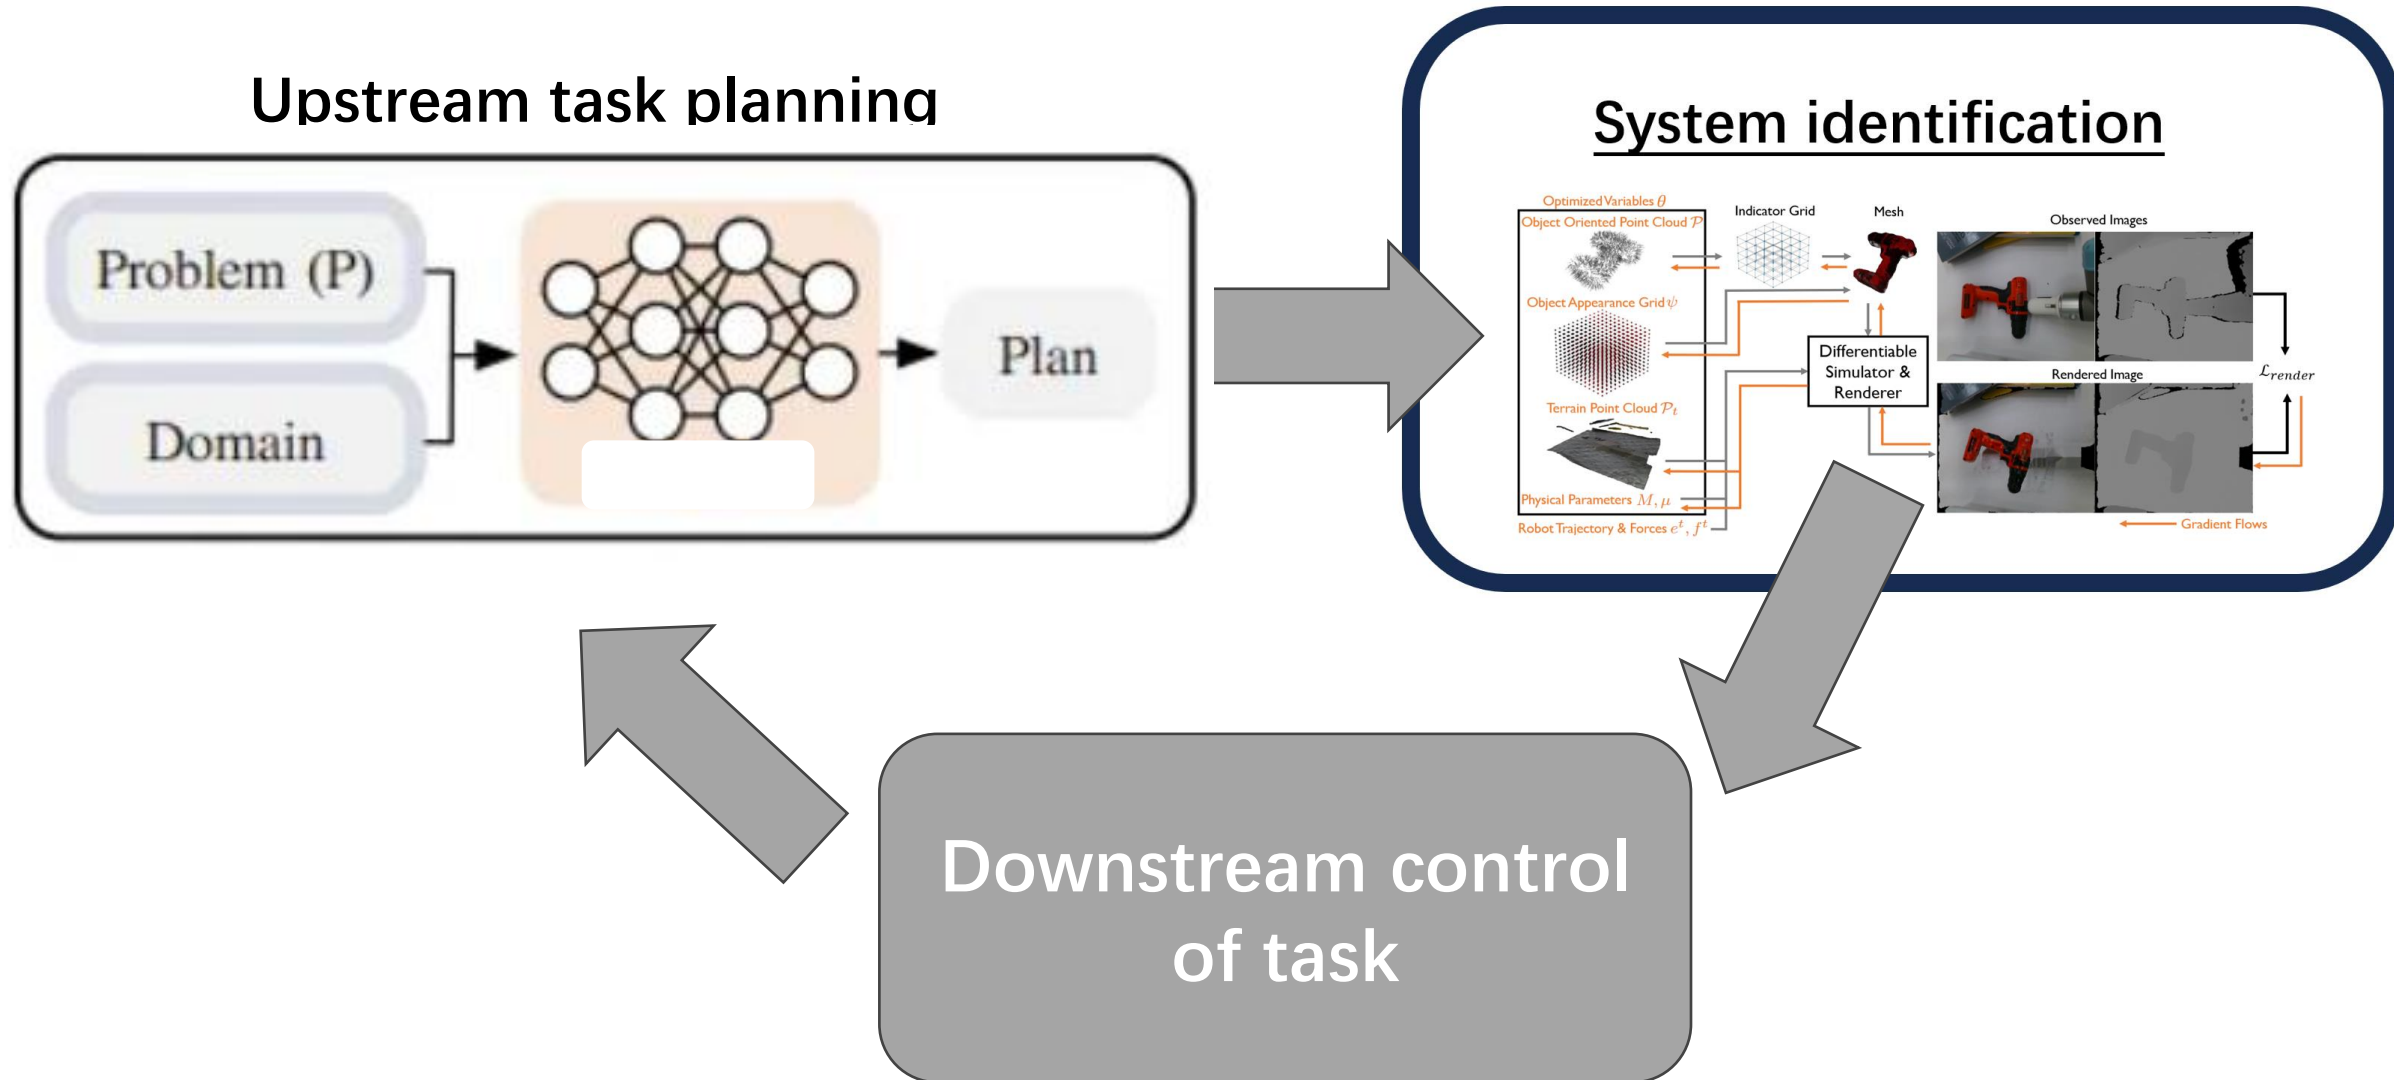 Upstream task planning
Problem (P)
Domain
Plan
System identification
Optimized Variables θ
Object Oriented Point Cloud 𝒫
Indicator Grid
Mesh
Observed Images
Object Appearance Grid ψ
Differentiable
Simulator &
Renderer
Rendered Image
ℒrender
Terrain Point Cloud 𝒫t
Physical Parameters M, μ
Robot Trajectory & Forces e^t, f^t
Gradient Flows
Downstream control
of task